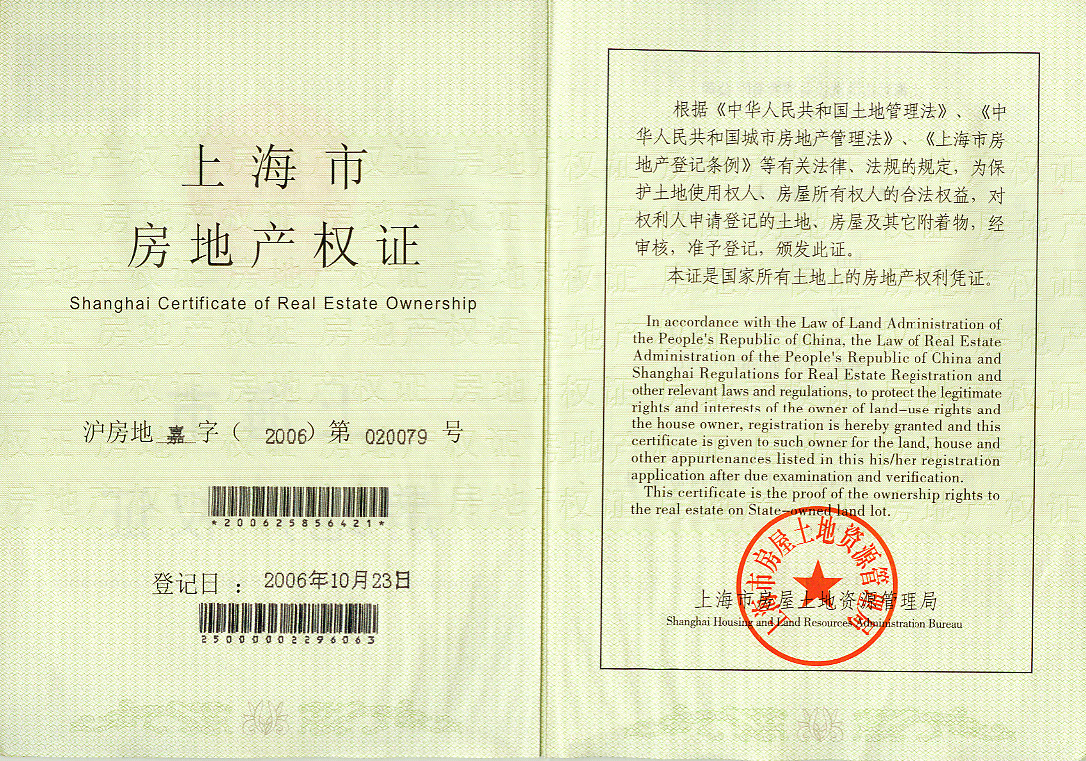 上海市
房地产权证
Shanghai Certificate of Real Estate Ownership
沪房地嘉字（2006）第 020079 号
*200625856421*
登记日：2006年10月23日
250000002296063
根据《中华人民共和国土地管理法》、《中
华人民共和国城市房地产管理法》、《上海市房
地产登记条例》等有关法律、法规的规定，为保
护土地使用权人、房屋所有权人的合法权益，对
权利人申请登记的土地、房屋及其它附着物，经
审核，准予登记，颁发此证。
本证是国家所有土地上的房地产权利凭证。
In accordance with the Law of Land Administration of
the People's Republic of China, the Law of Real Estate
Administration of the People's Republic of China and
Shanghai Regulations for Real Estate Registration and
other relevant laws and regulations, to protect the legitimate
rights and interests of the owner of land-use rights and
the house owner, registration is hereby granted and this
certificate is given to such owner for the land, house and
other appurtenances listed in this his/her registration
application after due examination and verification.
This certificate is the proof of the ownership rights to
the real estate on State-owned land lot.
上海市房屋土地资源管理局
上海市房屋土地资源管理局
Shanghai Housing and Land Resources Administration Bureau